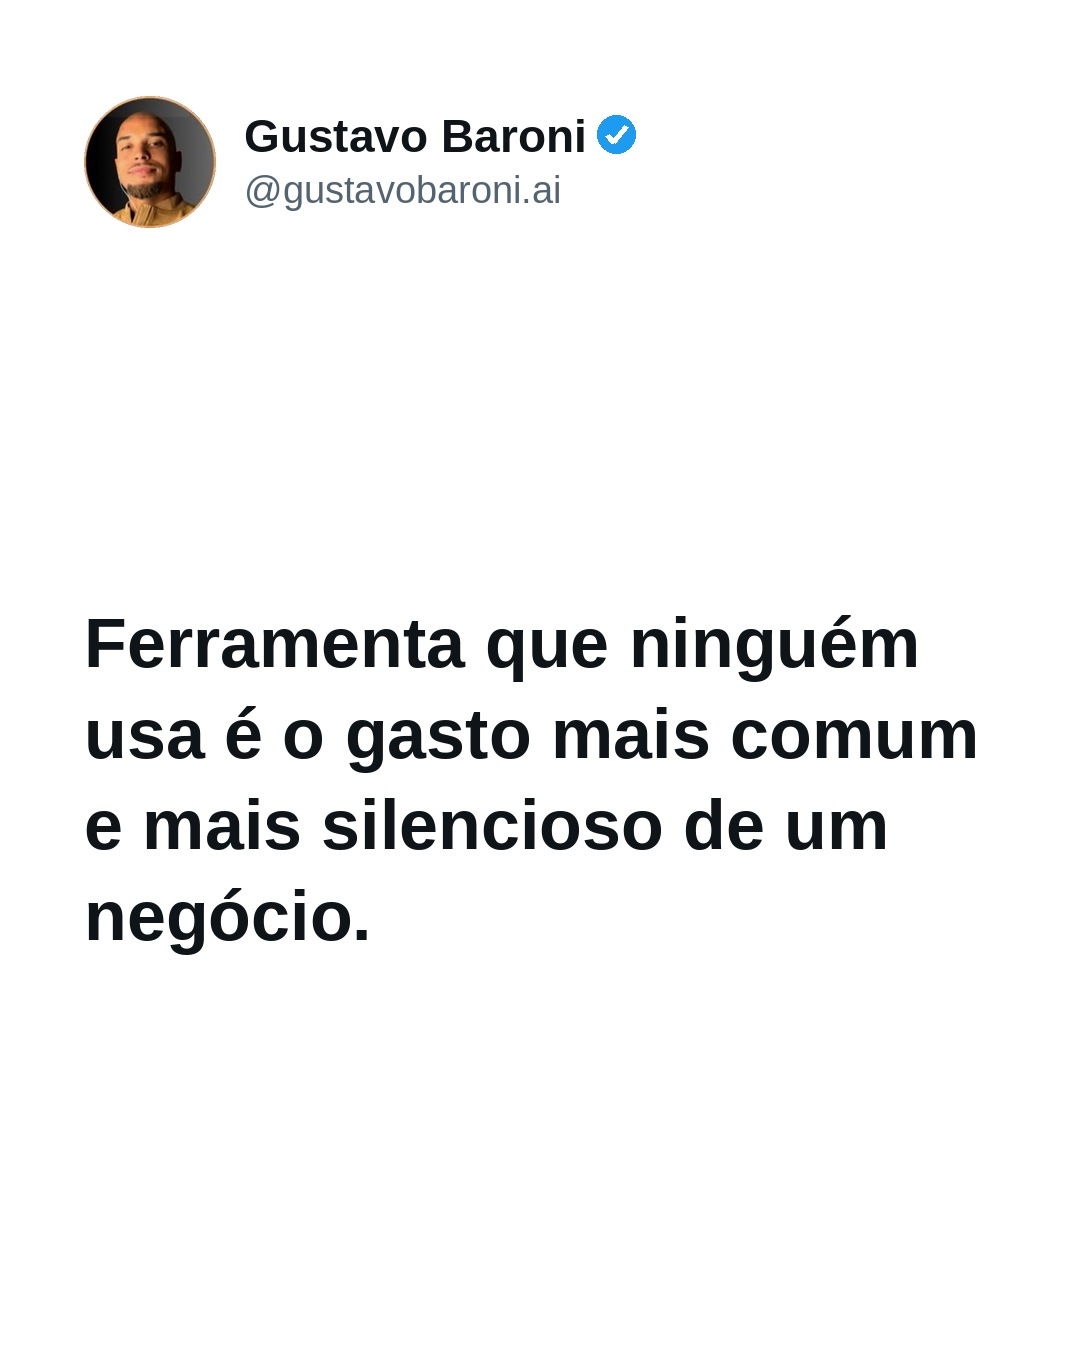 Gustavo Baroni
@gustavobaroni.ai
Ferramenta que ninguém
usa é o gasto mais comum
e mais silencioso de um
negócio.